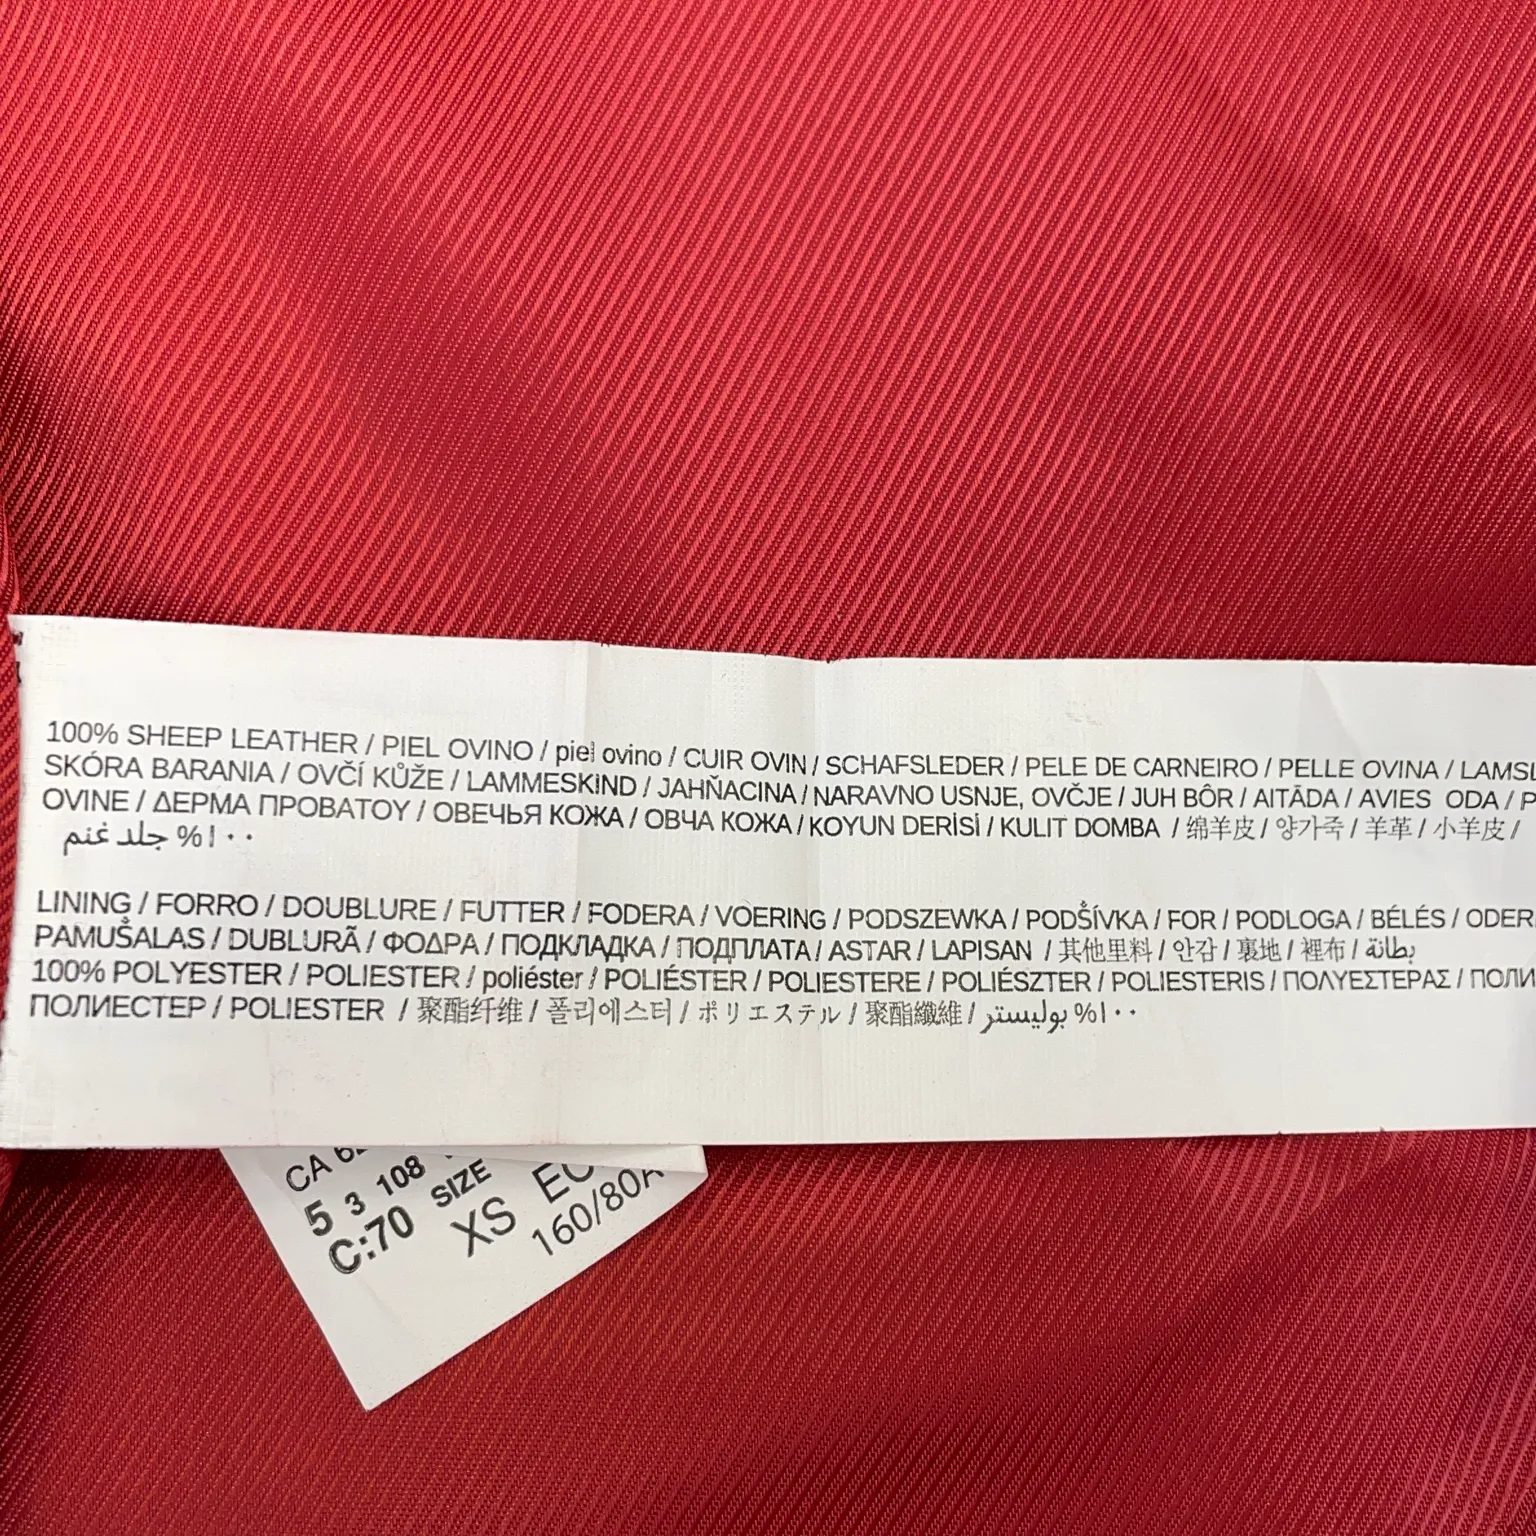 100% SHEEP LEATHER / PIEL OVINO / piel ovino / CUIR OVIN / SCHAFSLEDER / PELE DE CARNEIRO / PELLE OVINA /
SKÓRA BARANIA / OVČÍ KŮŽE / LAMMESKIND / JAHŇACINA / NARAVNO USNJE, OVČJE / JUH BŐR / AITĀDA / AVIES ODA /
OVINE / ΔΕΡΜΑ ΠΡΟΒΑΤΟΥ / ОВЕЧЬЯ КОЖА / ОВЧА КОЖА / KOYUN DERİSİ / KULIT DOMBA / 绵羊皮 / 양가죽 / 羊革 / 小羊皮 /
١٠٠% جلد غنم
LINING / FORRO / DOUBLURE / FUTTER / FODERA / VOERING / PODSZEWKA / PODŠÍVKA / FOR / PODLOGA / BÉLÉS /
PAMUŠALAS / DUBLURĂ / ΦΟΔΡΑ / ПОДКЛАДКА / ПОДПЛАТА / ASTAR / LAPISAN / 其他里料 / 안감 / 裏地 / 裡布 / بطانة
100% POLYESTER / POLIESTER / poliéster / POLIÉSTER / POLIESTERE / POLIÉSZTER / POLIESTERIS / ΠΟΛΥΕΣΤΕΡΑΣ /
ПОЛИЕСТЕР / POLIESTER / 聚酯纤维 / 폴리에스터 / ポリエステル / 聚酯纖維 / ١٠٠% بوليستر
CA
5 3 108
C:70 SIZE
XS
160/80A